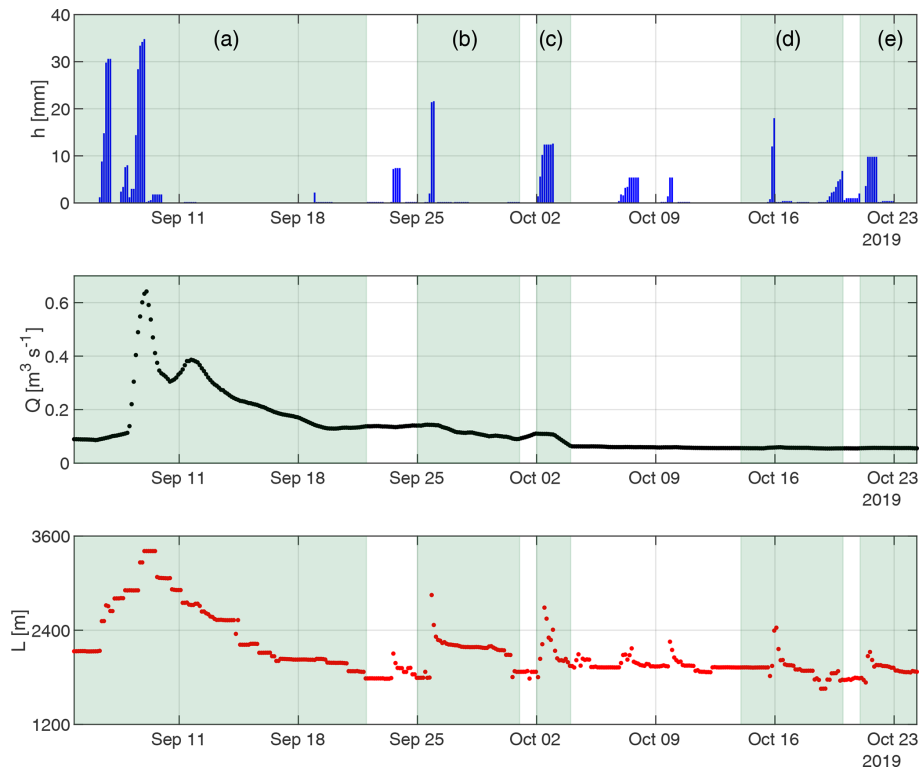 40
(a) (b) (c) (d) (e)
30
20
10
0
h [mm]
Sep 11 Sep 18 Sep 25 Oct 02 Oct 09 Oct 16 Oct 23
2019
0.6
0.4
0.2
0
Q [m³ s⁻¹]
Sep 11 Sep 18 Sep 25 Oct 02 Oct 09 Oct 16 Oct 23
2019
3600
2400
1200
L [m]
Sep 11 Sep 18 Sep 25 Oct 02 Oct 09 Oct 16 Oct 23
2019